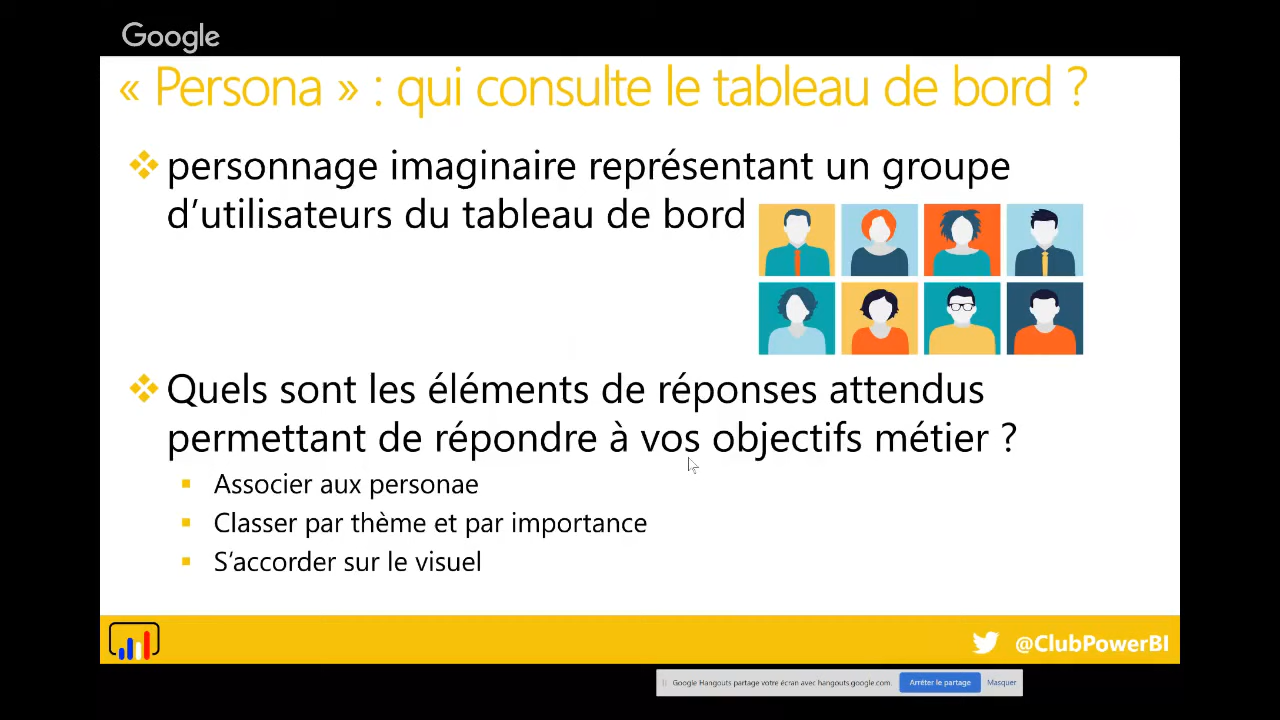 Google
« Persona » : qui consulte le tableau de bord ?
personnage imaginaire représentant un groupe
d’utilisateurs du tableau de bord
Quels sont les éléments de réponses attendus
permettant de répondre à vos objectifs métier ?
Associer aux personae
Classer par thème et par importance
S’accorder sur le visuel
@ClubPowerBI
Google Hangouts partage votre écran avec hangouts.google.com.
Arrêter le partage
Masquer